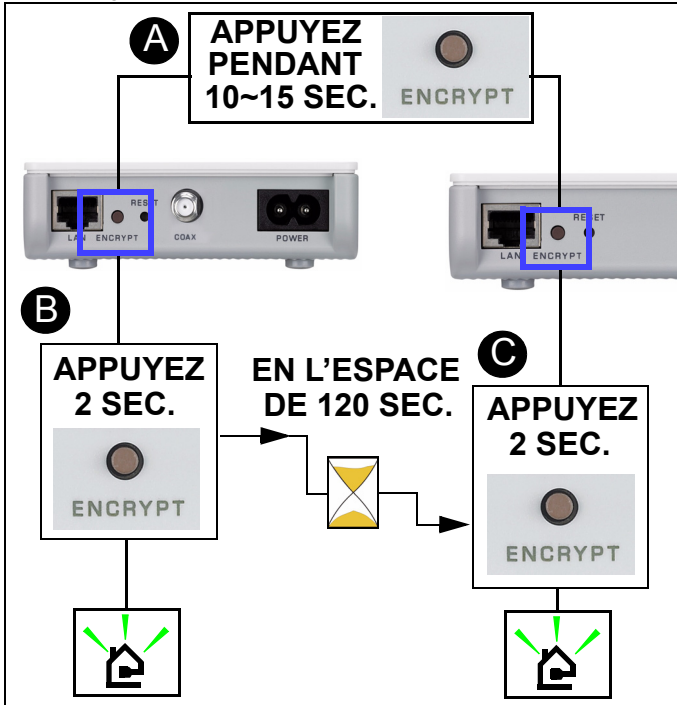 A
APPUYEZ
PENDANT
10~15 SEC.
ENCRYPT
LAN ENCRYPT RESET COAX POWER
LAN ENCRYPT RESET
B
APPUYEZ
2 SEC.
ENCRYPT
EN L'ESPACE
DE 120 SEC.
C
APPUYEZ
2 SEC.
ENCRYPT